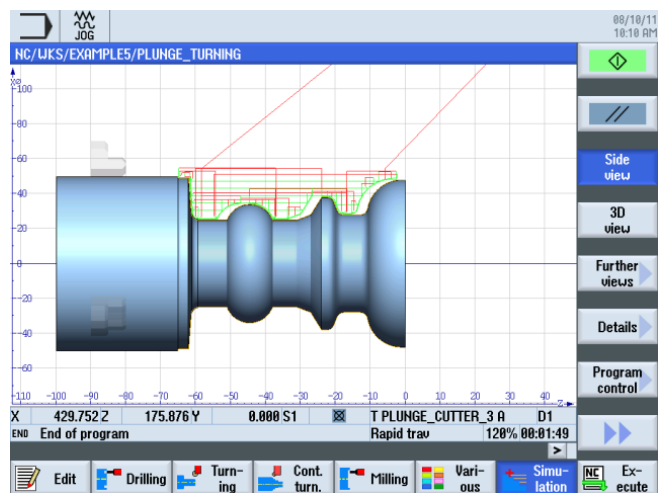 08/10/11
10:10 AM
JOG
NC/WKS/EXAMPLE5/PLUNGE_TURNING
100
80
60
40
20
0
-20
-40
-60
-110 -100 -90 -80 -70 -60 -50 -40 -30 -20 -10 0 10 20 30 40 Z
X 429.752 Z 175.876 Y 0.000 S1 T PLUNGE_CUTTER_3 A D1
END End of program Rapid trav 120% 00:01:49
>
Side view
3D view
Further views
Details
Program control
Edit
Drilling
Turn-
ing
Cont.
turn.
Milling
Vari-
ous
Simu-
lation
NC
Ex-
ecute